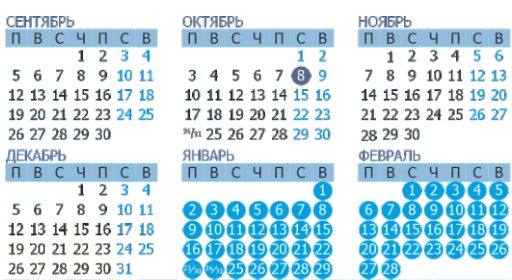 СЕНТЯБРЬ
П В С Ч П С В
1 2 3 4
5 6 7 8 9 10 11
12 13 14 15 16 17 18
19 20 21 22 23 24 25
26 27 28 29 30
ОКТЯБРЬ
П В С Ч П С В
1 2
3 4 5 6 7 8 9
10 11 12 13 14 15 16
17 18 19 20 21 22 23
24/31 25 26 27 28 29 30
НОЯБРЬ
П В С Ч П С В
1 2 3 4 5 6
7 8 9 10 11 12 13
14 15 16 17 18 19 20
21 22 23 24 25 26 27
28 29 30
ДЕКАБРЬ
П В С Ч П С В
1 2 3 4
5 6 7 8 9 10 11
12 13 14 15 16 17 18
19 20 21 22 23 24 25
26 27 28 29 30 31
ЯНВАРЬ
П В С Ч П С В
1
2 3 4 5 6 7 8
9 10 11 12 13 14 15
16 17 18 19 20 21 22
23/30 24/31 25 26 27 28 29
ФЕВРАЛЬ
П В С Ч П С В
1 2 3 4 5
6 7 8 9 10 11 12
13 14 15 16 17 18 19
20 21 22 23 24 25 26
27 28